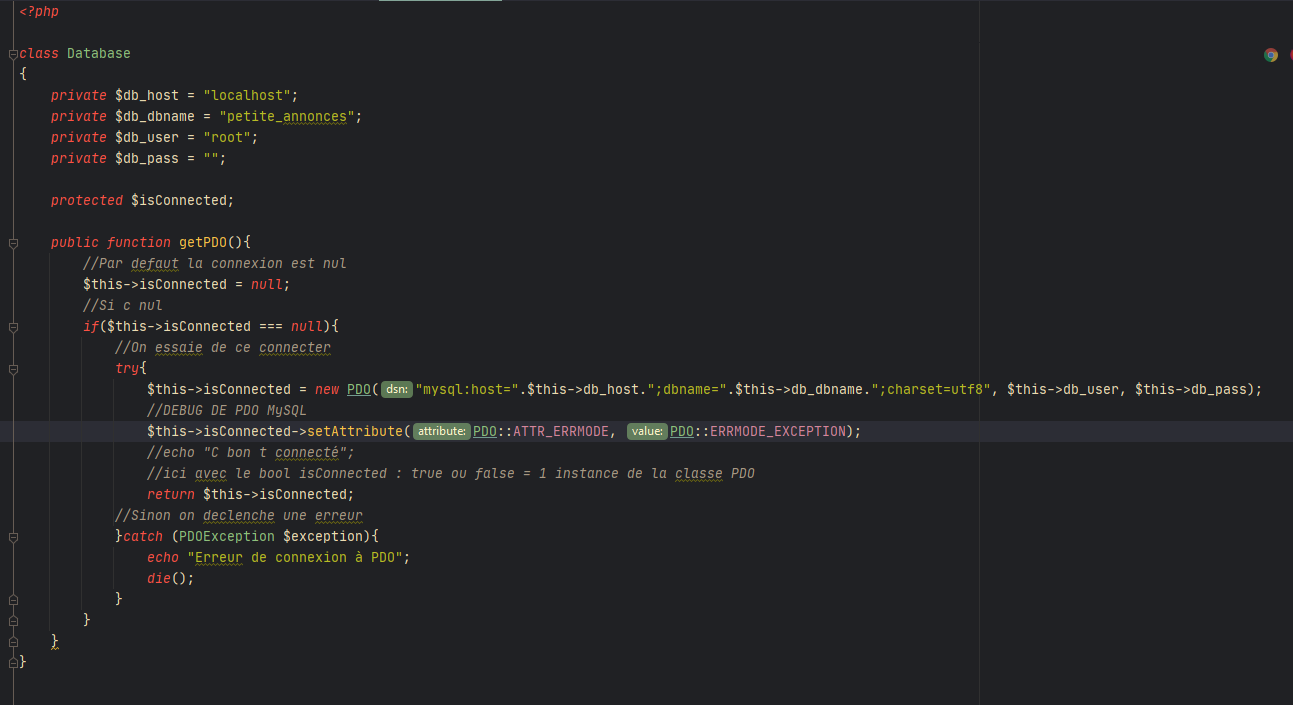 <?php
class Database
{
private $db_host = "localhost";
private $db_dbname = "petite_annonces";
private $db_user = "root";
private $db_pass = "";
protected $isConnected;
public function getPDO(){
//Par defaut la connexion est nul
$this->isConnected = null;
//Si c nul
if($this->isConnected === null){
//On essaie de ce connecter
try{
$this->isConnected = new PDO( dsn: "mysql:host=".$this->db_host.";dbname=".$this->db_dbname.";charset=utf8", $this->db_user, $this->db_pass);
//DEBUG DE PDO MySQL
$this->isConnected->setAttribute( attribute: PDO::ATTR_ERRMODE, value: PDO::ERRMODE_EXCEPTION);
//echo "C bon t connecté";
//ici avec le bool isConnected : true ou false = 1 instance de la classe PDO
return $this->isConnected;
//Sinon on declenche une erreur
}catch (PDOException $exception){
echo "Erreur de connexion à PDO";
die();
}
}
}
}